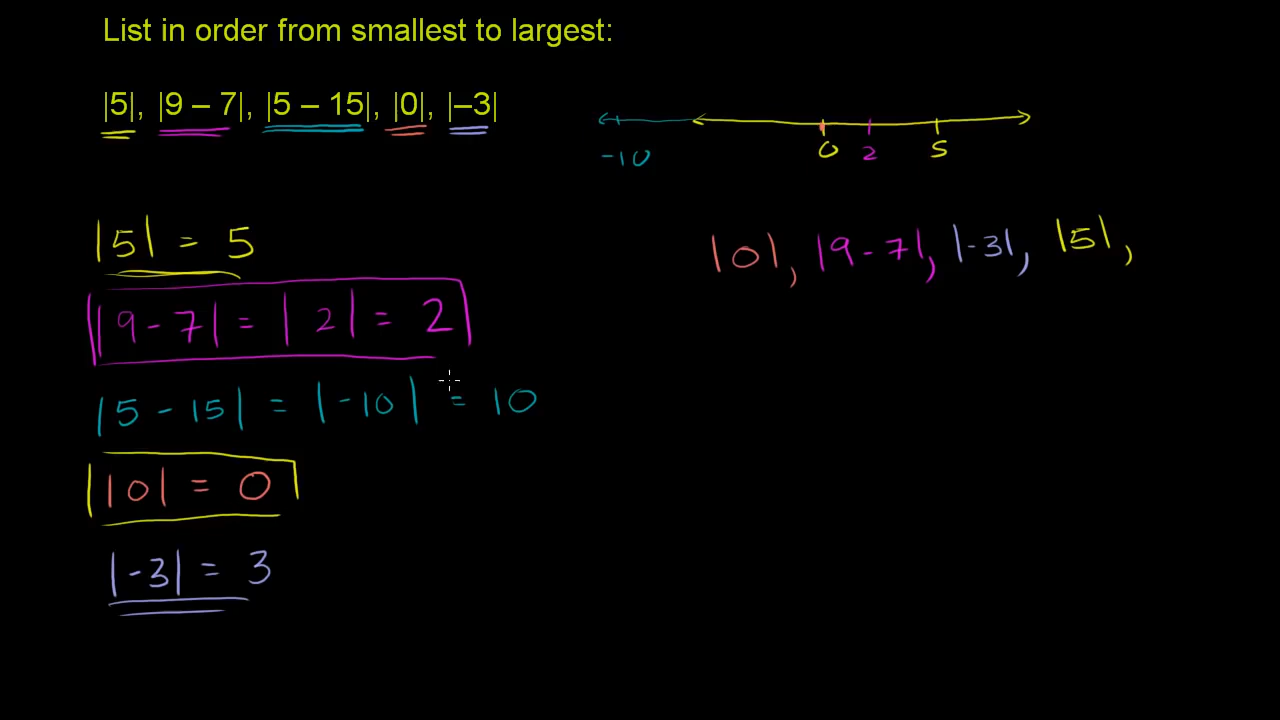 List in order from smallest to largest:
|5|, |9 – 7|, |5 – 15|, |0|, |–3|
-10 0 2 5
|5| = 5
|0|, |9-7|, |-3|, |5|,
|9-7| = |2| = 2
|5-15| = |-10| = 10
|0| = 0
|-3| = 3